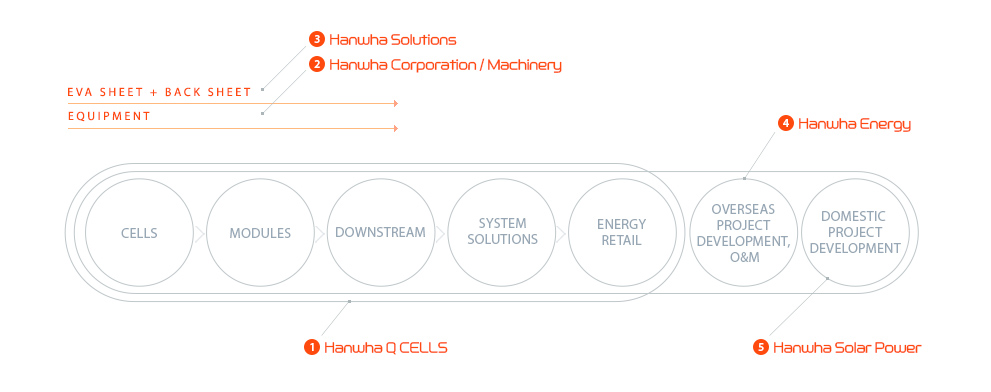 3 Hanwha Solutions
2 Hanwha Corporation / Machinery
EVA SHEET + BACK SHEET
EQUIPMENT
4 Hanwha Energy
CELLS
MODULES
DOWNSTREAM
SYSTEM
SOLUTIONS
ENERGY
RETAIL
OVERSEAS
PROJECT
DEVELOPMENT,
O&M
DOMESTIC
PROJECT
DEVELOPMENT
1 Hanwha Q CELLS
5 Hanwha Solar Power